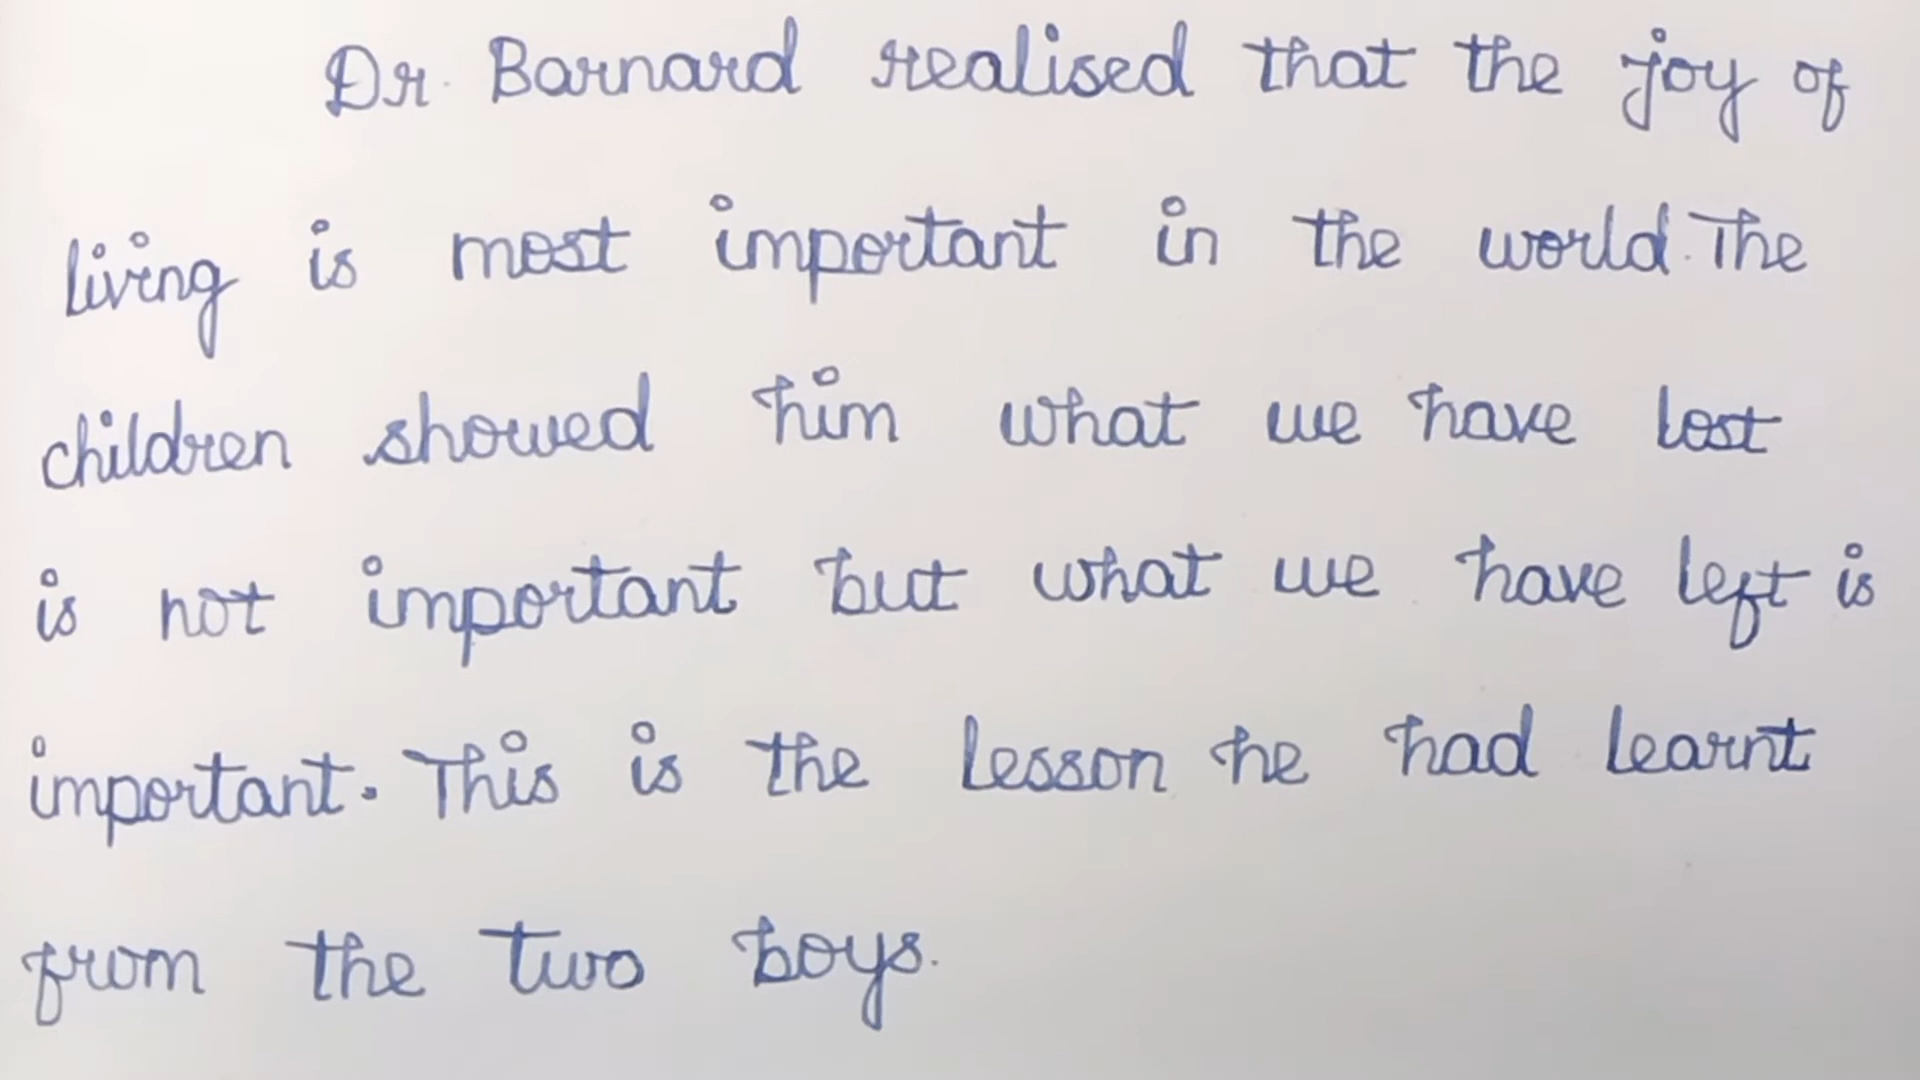 Dr. Barnard realised that the joy of
living is most important in the world. The
children showed him what we have lost
is not important but what we have left is
important. This is the lesson he had learnt
from the two boys.